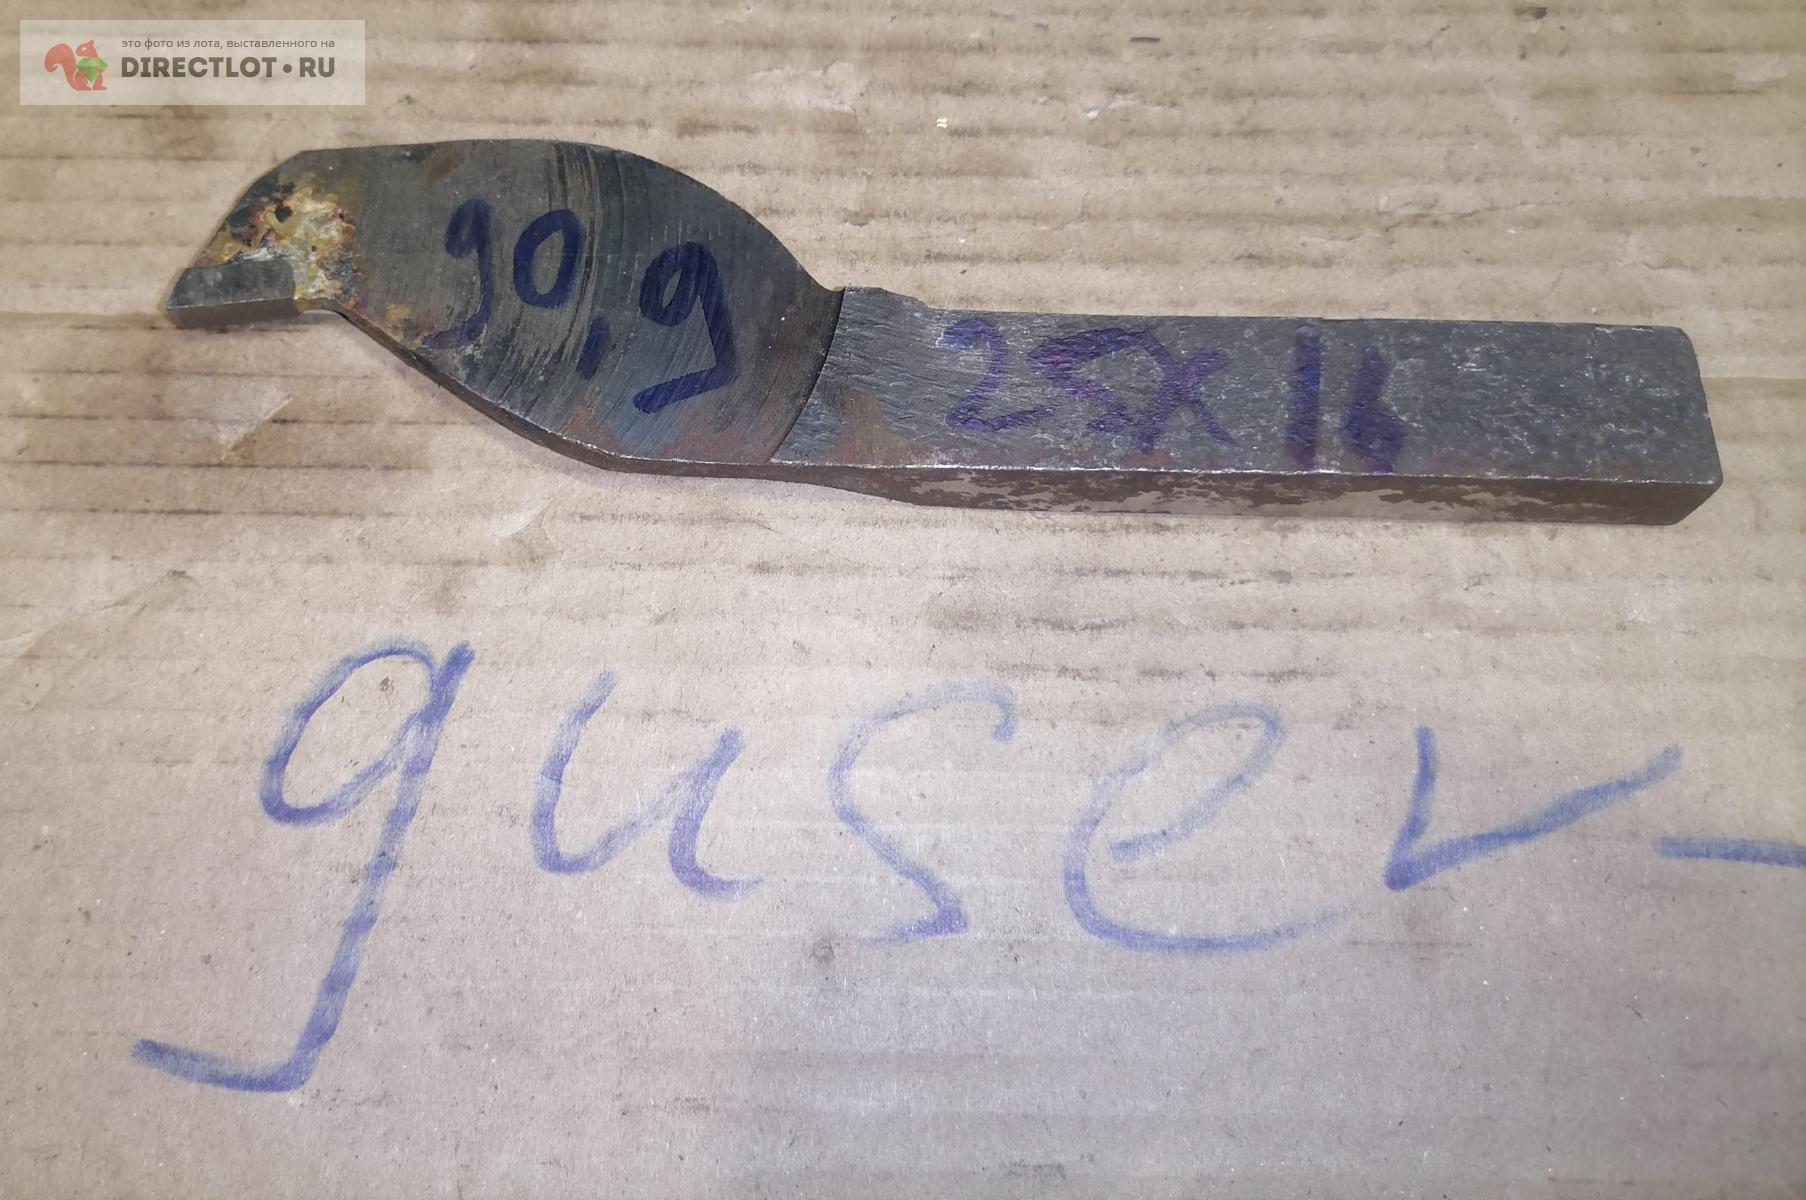 это фото из лота, выставленного на
DIRECTLOT•RU
90,9
25X16
gusev-